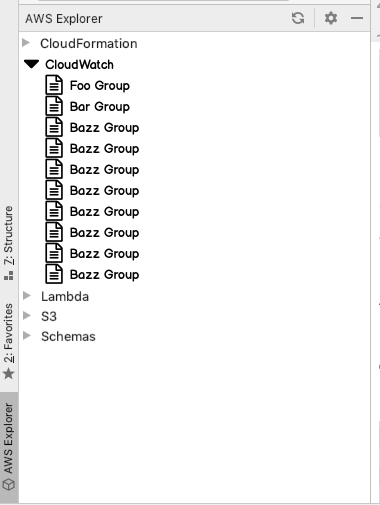 AWS Explorer
CloudFormation
CloudWatch
Foo Group
Bar Group
Bazz Group
Bazz Group
Bazz Group
Bazz Group
Bazz Group
Bazz Group
Bazz Group
Bazz Group
Lambda
S3
Schemas
7: Structure
2: Favorites
AWS Explorer